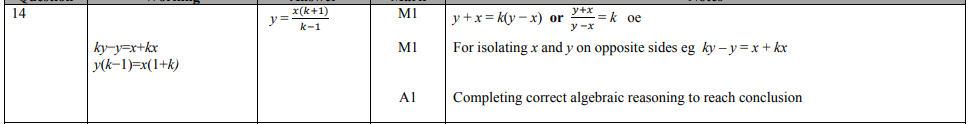 14
y = x(k+1)/k−1
M1
y + x = k(y – x) or y+x/y−x = k oe
ky−y=x+kx
M1
For isolating x and y on opposite sides eg ky – y = x + kx
y(k−1)=x(1+k)
A1
Completing correct algebraic reasoning to reach conclusion